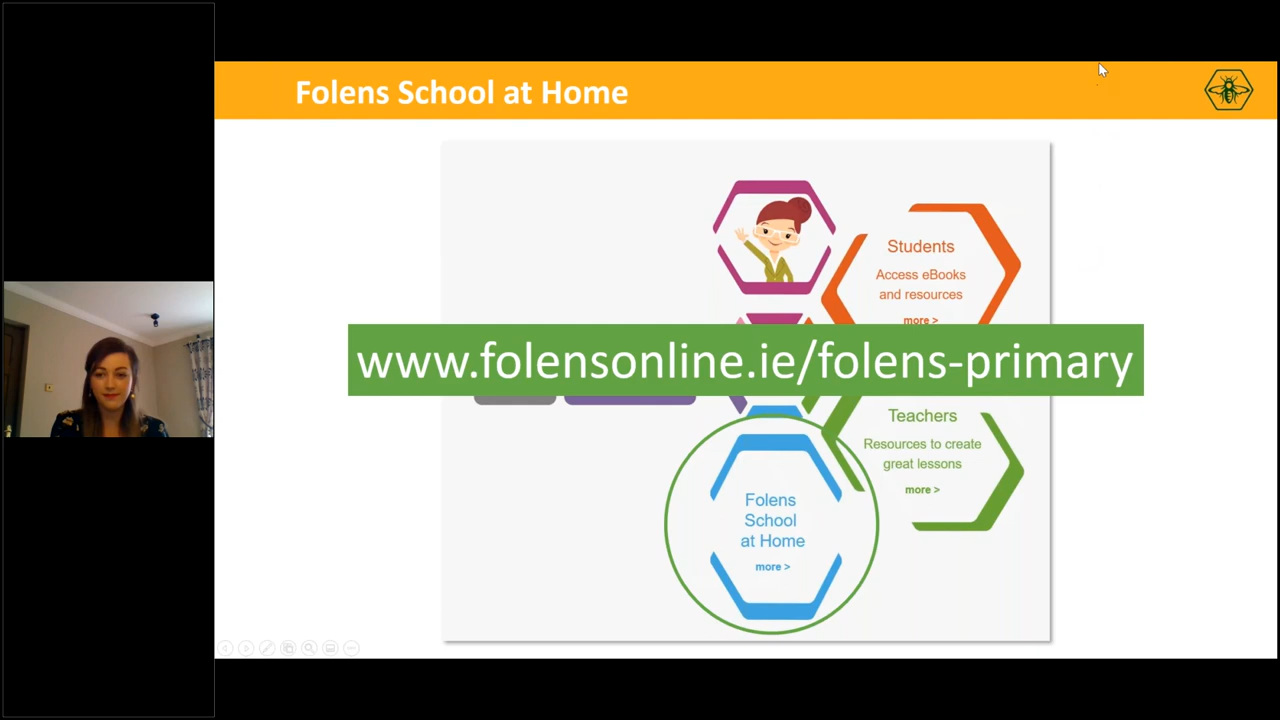 Folens School at Home
Students
Access eBooks
and resources
more >
www.folensonline.ie/folens-primary
Teachers
Resources to create
great lessons
more >
Folens
School
at Home
more >